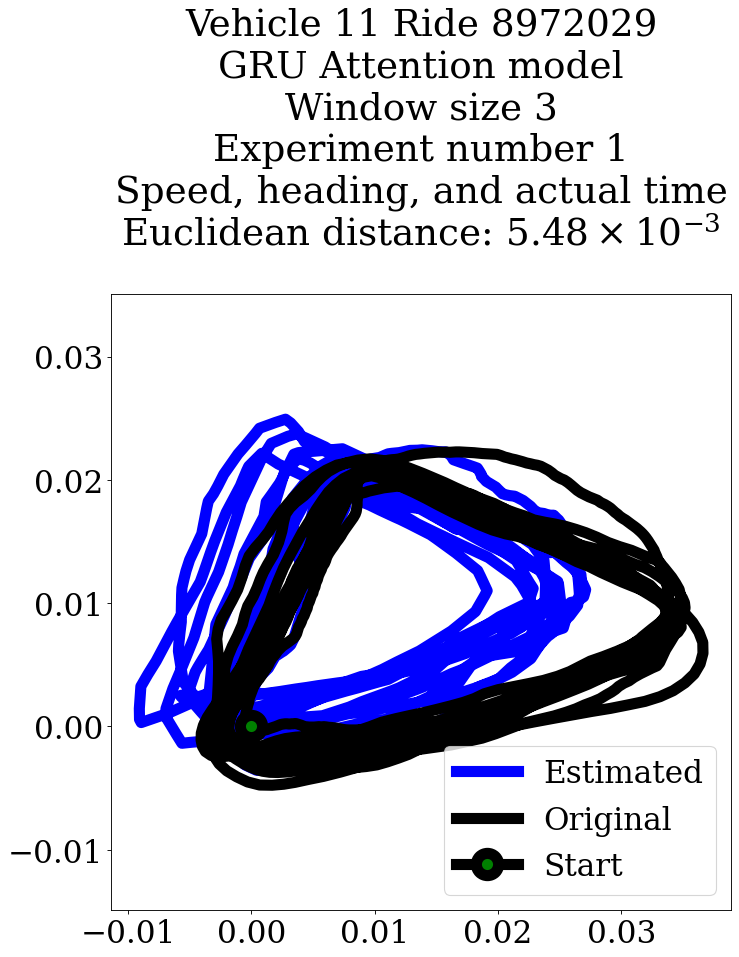 Vehicle 11 Ride 8972029
GRU Attention model
Window size 3
Experiment number 1
Speed, heading, and actual time
Euclidean distance: 5.48 × 10⁻³
0.03
0.02
0.01
0.00
−0.01
Estimated
Original
Start
−0.01 0.00 0.01 0.02 0.03